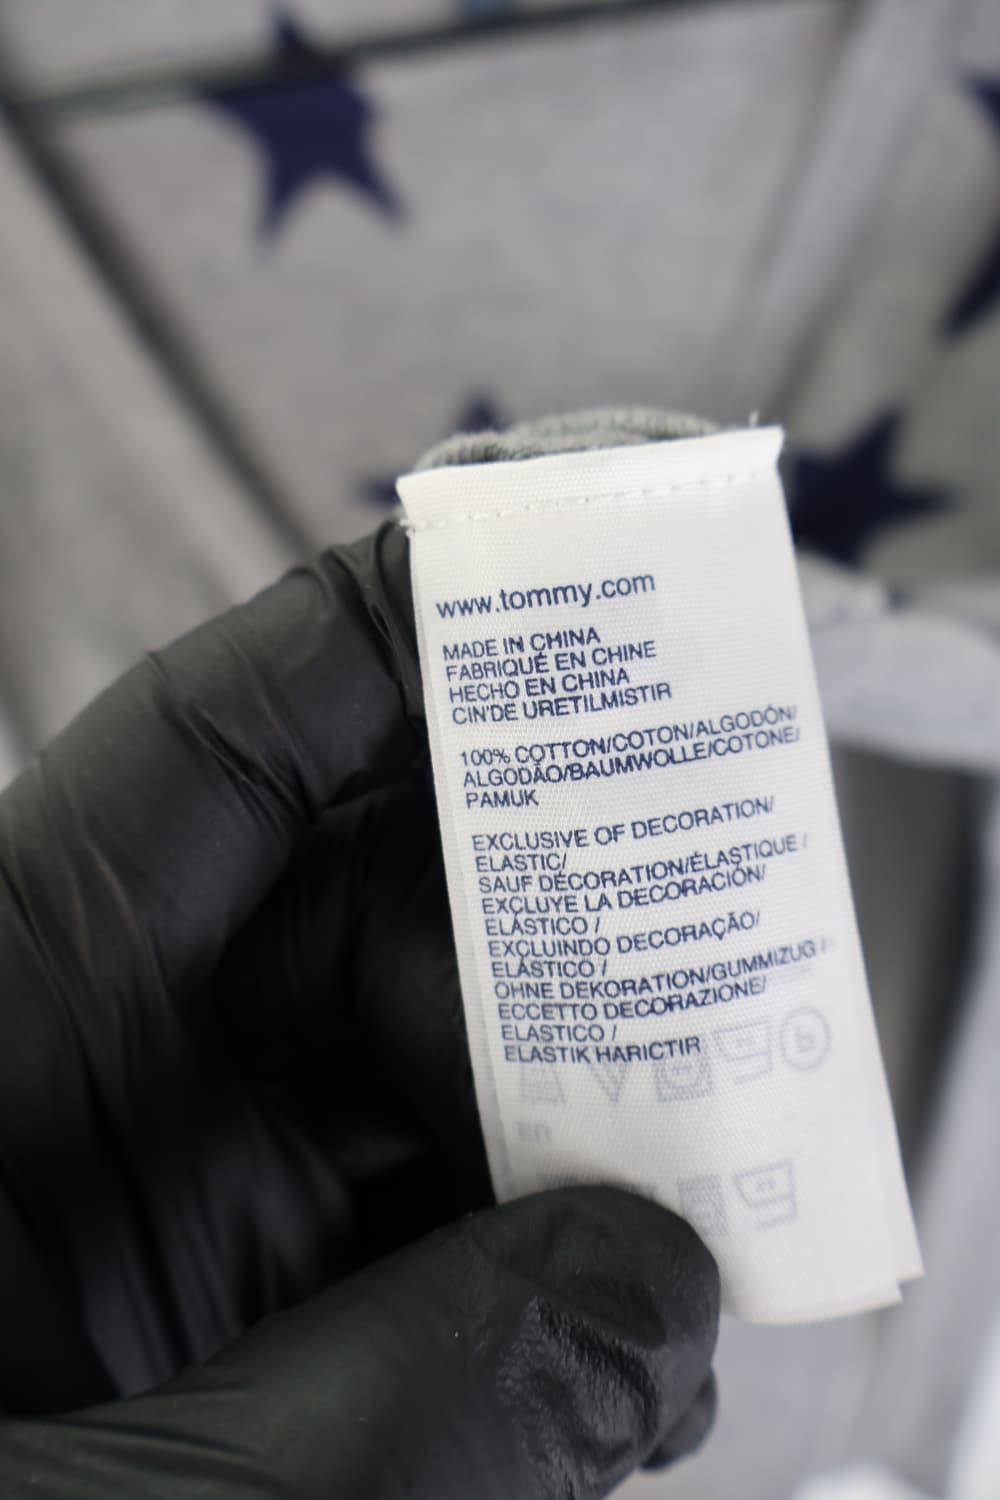 www.tommy.com
MADE IN CHINA
FABRIQUÉ EN CHINE
HECHO EN CHINA
CIN'DE URETILMISTIR
100% COTTON/COTON/ALGODÓN/
ALGODÃO/BAUMWOLLE/COTONE/
PAMUK
EXCLUSIVE OF DECORATION/
ELASTIC/
SAUF DÉCORATION/ÉLASTIQUE /
EXCLUYE LA DECORACIÓN/
ELÁSTICO /
EXCLUINDO DECORAÇÃO/
ELÁSTICO /
OHNE DEKORATION/GUMMIZUG /
ECCETTO DECORAZIONE/
ELASTICO /
ELASTIK HARICTIR